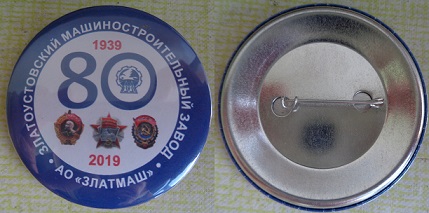 ЗЛАТОУСТОВСКИЙ МАШИНОСТРОИТЕЛЬНЫЙ ЗАВОД
1939
80
2019
· АО «ЗЛАТМАШ» ·